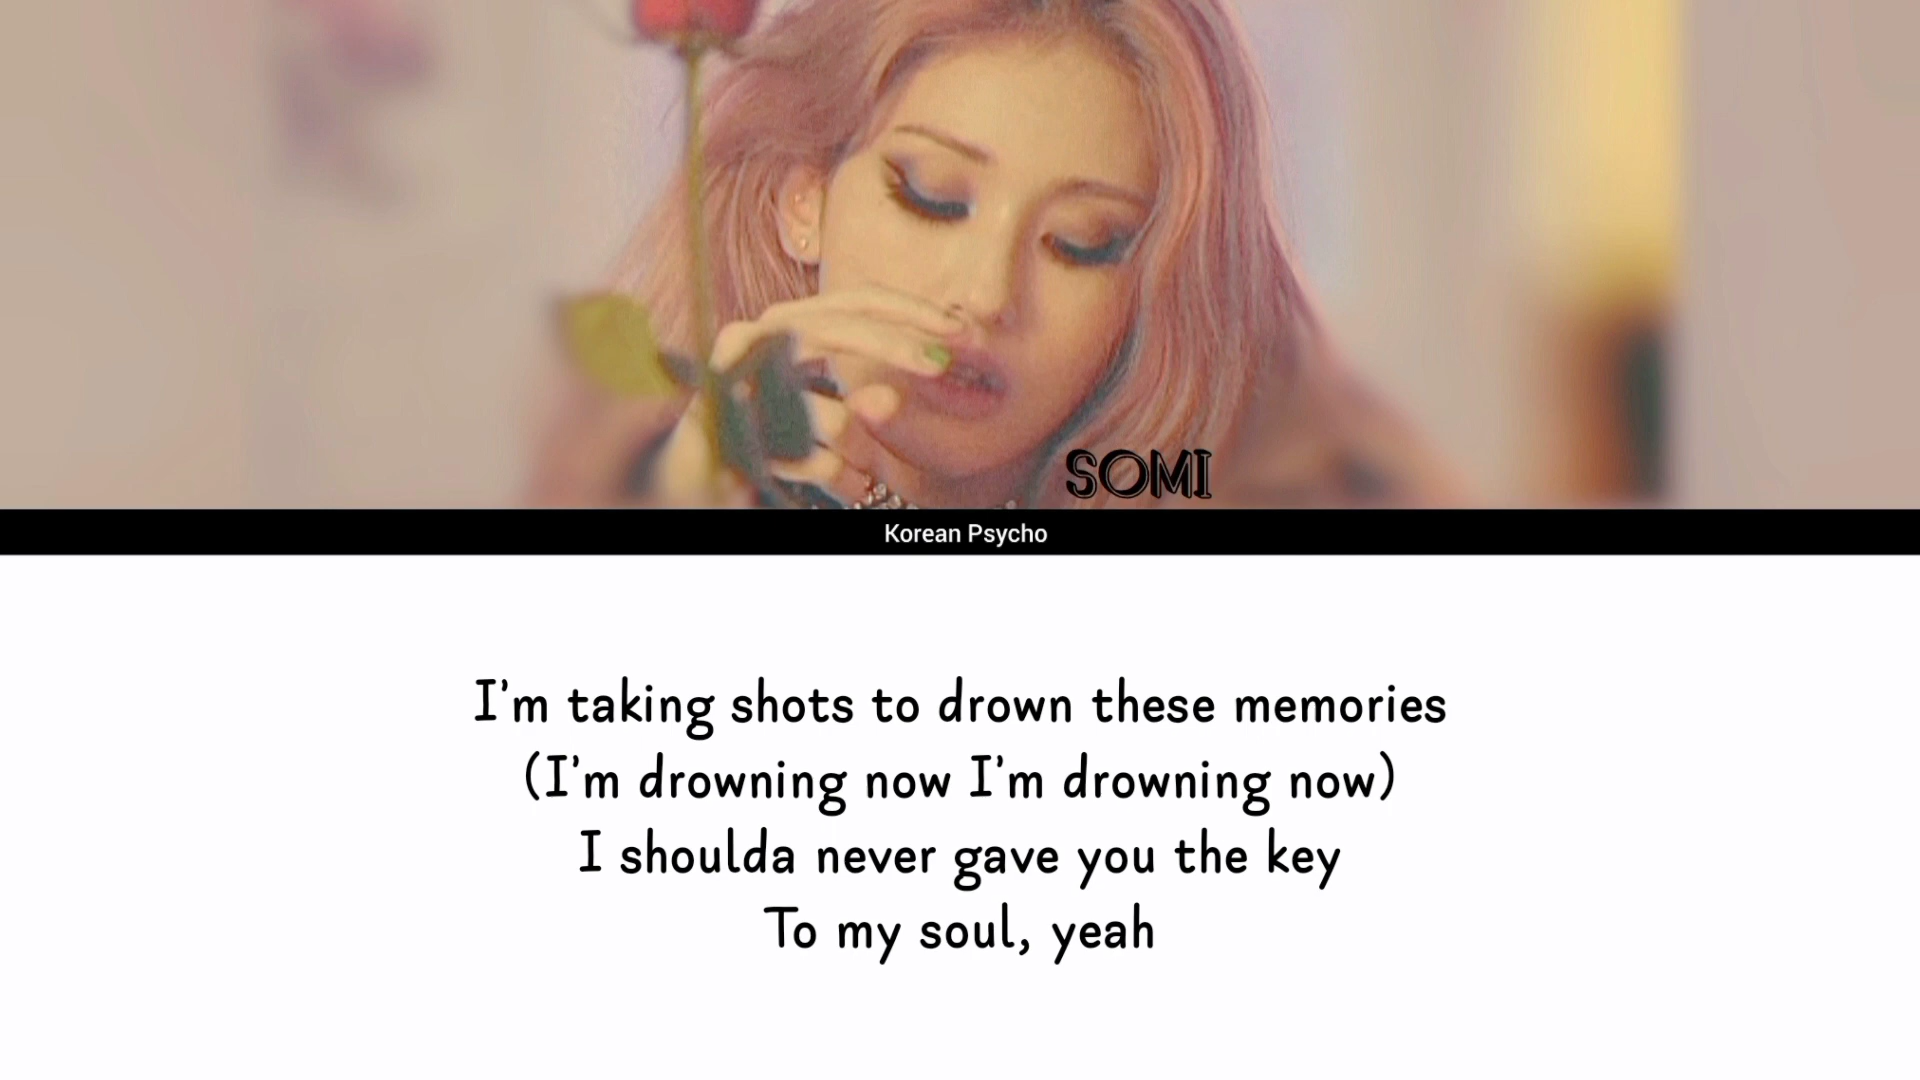 SOMI
Korean Psycho
I'm taking shots to drown these memories
(I'm drowning now I'm drowning now)
I shoulda never gave you the key
To my soul, yeah